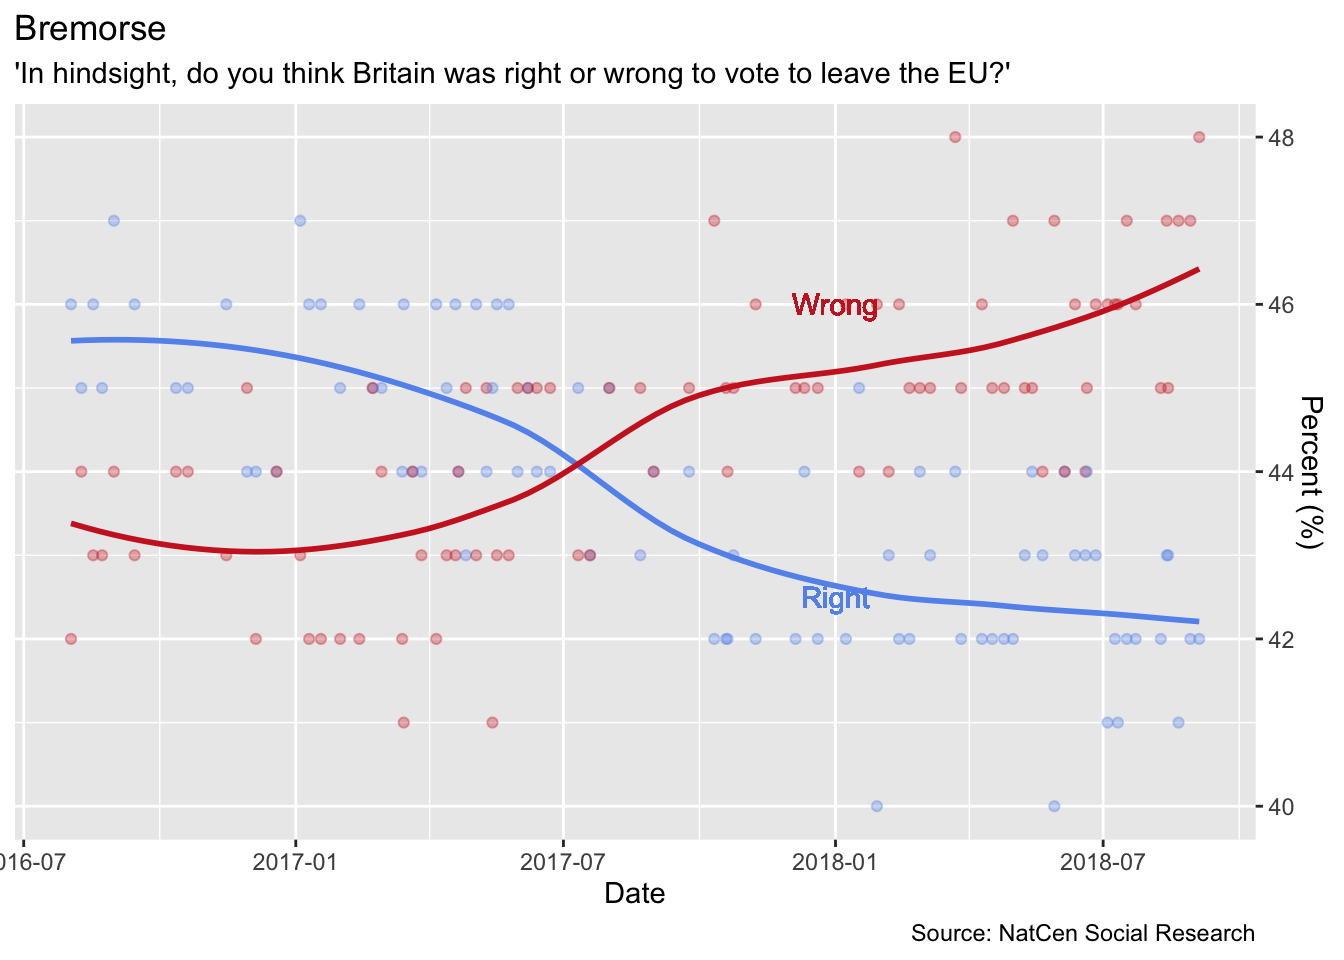 Bremorse
'In hindsight, do you think Britain was right or wrong to vote to leave the EU?'
48
46
44
42
40
Percent (%)
Wrong
Right
016-07 2017-01 2017-07 2018-01 2018-07
Date
Source: NatCen Social Research